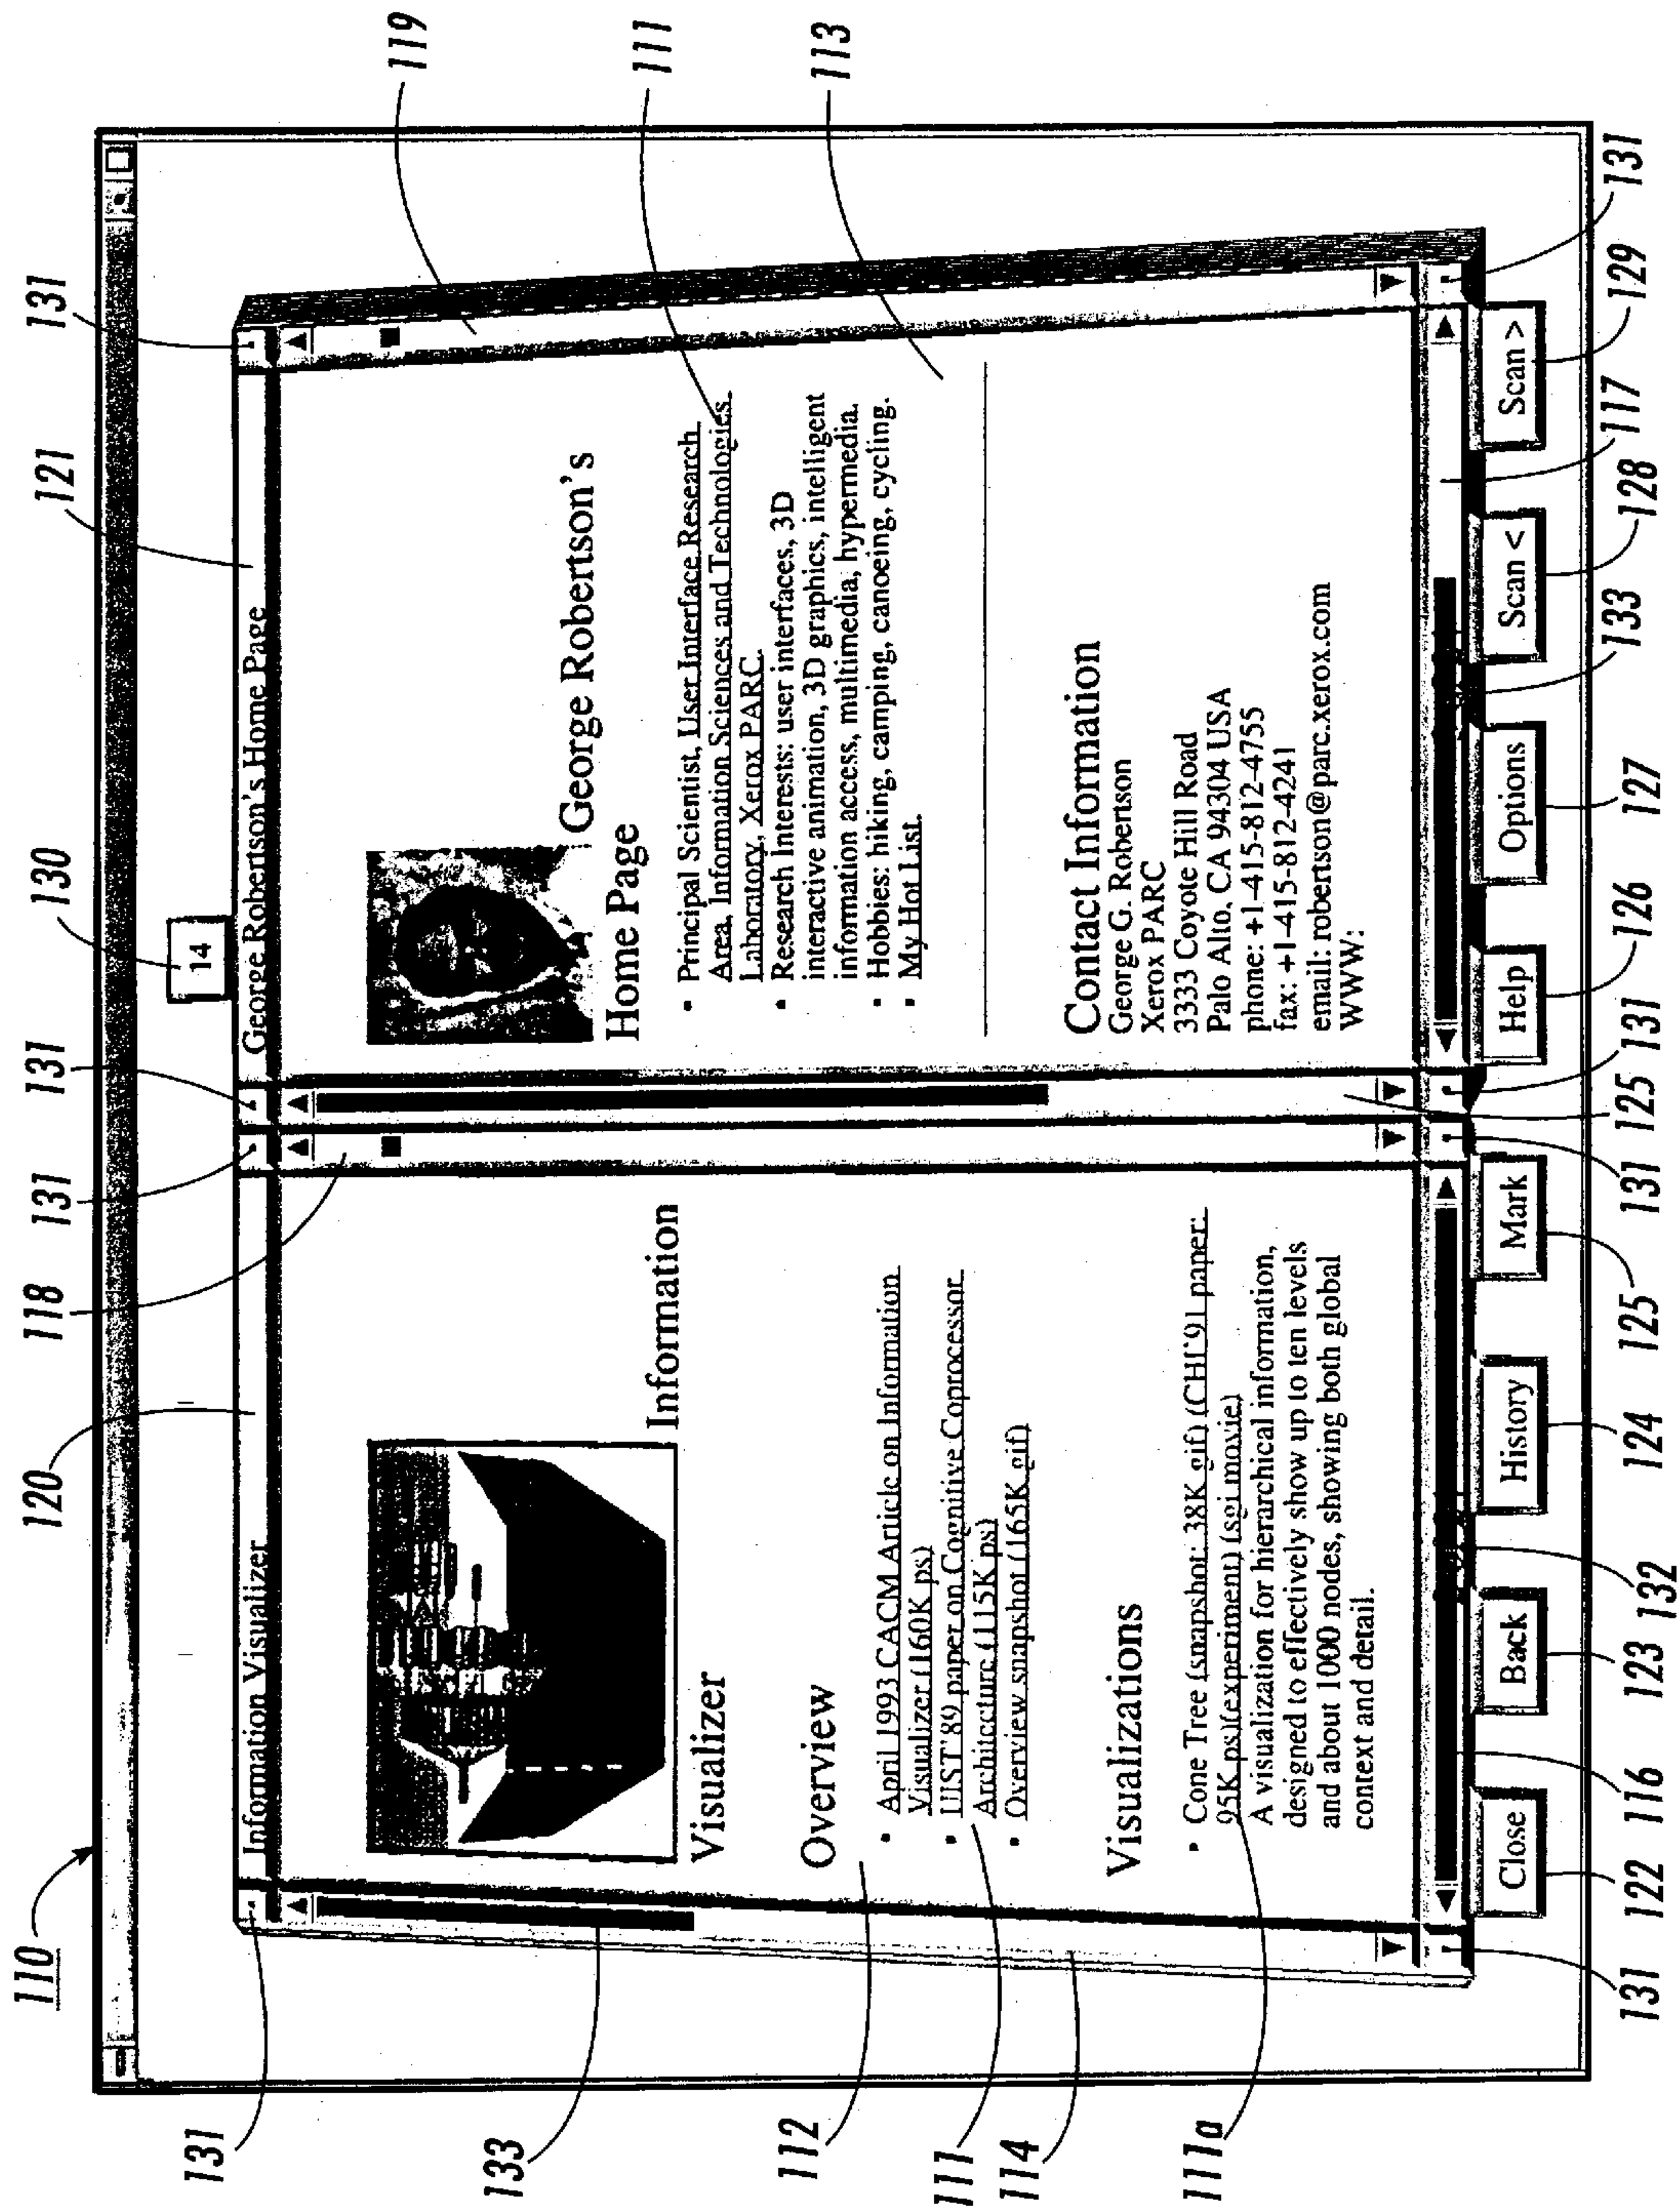 110
120
118
131
131
130
121
131
119
111
113
14
Information Visualizer
George Robertson's Home Page
Information
Visualizer
Overview
• April 1993 CACM Article on Information
Visualizer (160K ps)
• UIST'89 paper on Cognitive Coprocessor
Architecture (115K ps)
• Overview snapshot (165K gif)
Visualizations
• Cone Tree (snapshot: 38K gif) (CHI'91 paper:
95K ps)(experiment) (sgi movie)
A visualization for hierarchical information,
designed to effectively show up to ten levels
and about 1000 nodes, showing both global
context and detail.
George Robertson's
Home Page
• Principal Scientist, User Interface Research
Area, Information Sciences and Technologies
Laboratory, Xerox PARC.
• Research Interests: user interfaces, 3D
interactive animation, 3D graphics, intelligent
information access, multimedia, hypermedia.
• Hobbies: hiking, camping, canoeing, cycling.
• My Hot List.
Contact Information
George G. Robertson
Xerox PARC
3333 Coyote Hill Road
Palo Alto, CA 94304 USA
phone: +1-415-812-4755
fax: +1-415-812-4241
email: robertson@parc.xerox.com
WWW:
131
133
112
111
114
111a
Close
Back
History
Mark
Help
Options
Scan <
Scan >
131
122
116
123
132
124
125
131
125
131
126
127
133
128
117
129
131